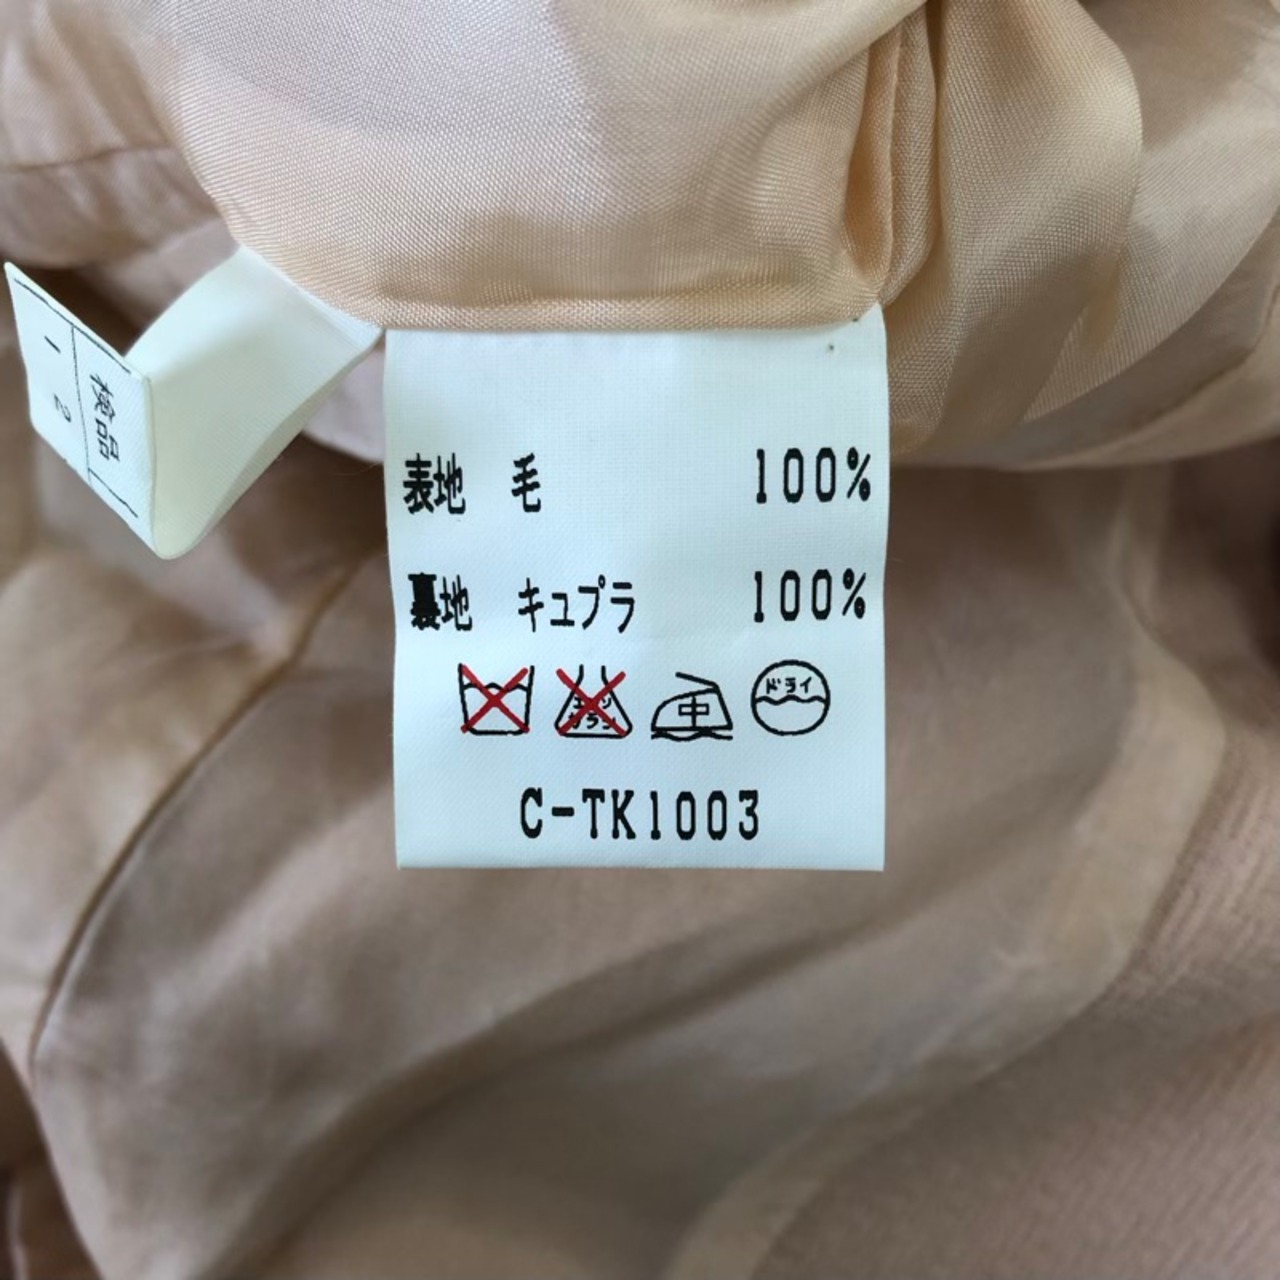 検品
1 2
表地 毛 100%
裏地 キュプラ 100%
エンソ
サラシ
中
ドライ
C-TK1003